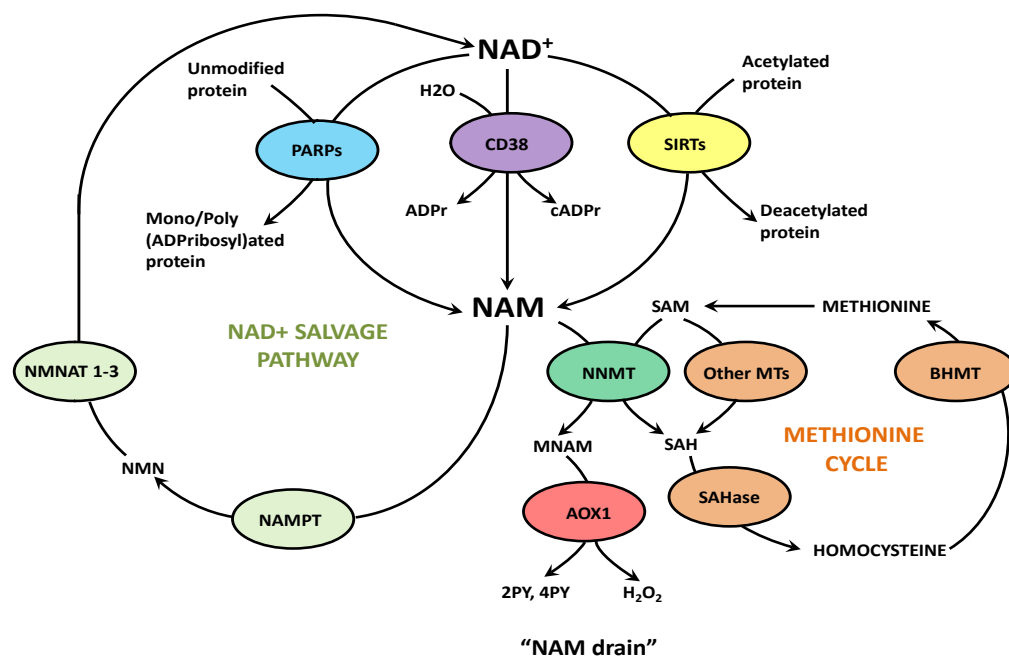 NAD+
Unmodified
protein
H2O
Acetylated
protein
PARPs
CD38
SIRTs
Mono/Poly
(ADPribosyl)ated
protein
ADPr
cADPr
Deacetylated
protein
NAM
SAM
METHIONINE
NAD+ SALVAGE
PATHWAY
NMNAT 1-3
NNMT
Other MTs
BHMT
MNAM
SAH
METHIONINE
CYCLE
NMN
NAMPT
AOX1
SAHase
HOMOCYSTEINE
2PY, 4PY
H₂O₂
“NAM drain”